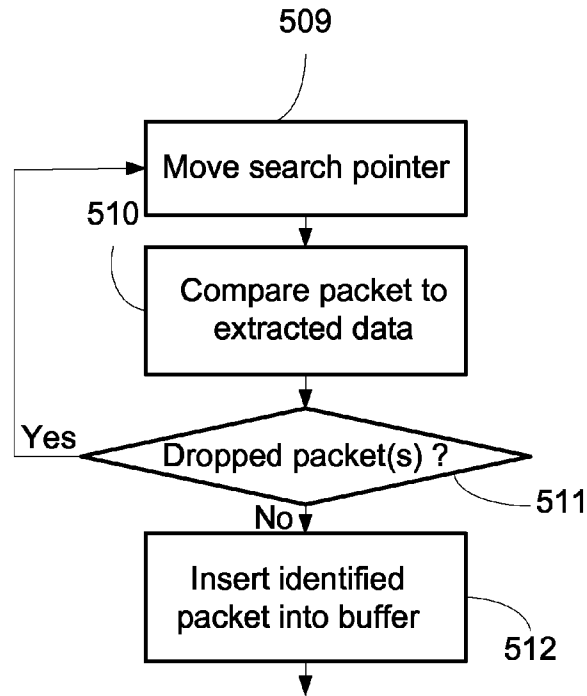 509
Move search pointer
510
Compare packet to
extracted data
Yes
Dropped packet(s) ?
511
No
Insert identified
packet into buffer
512